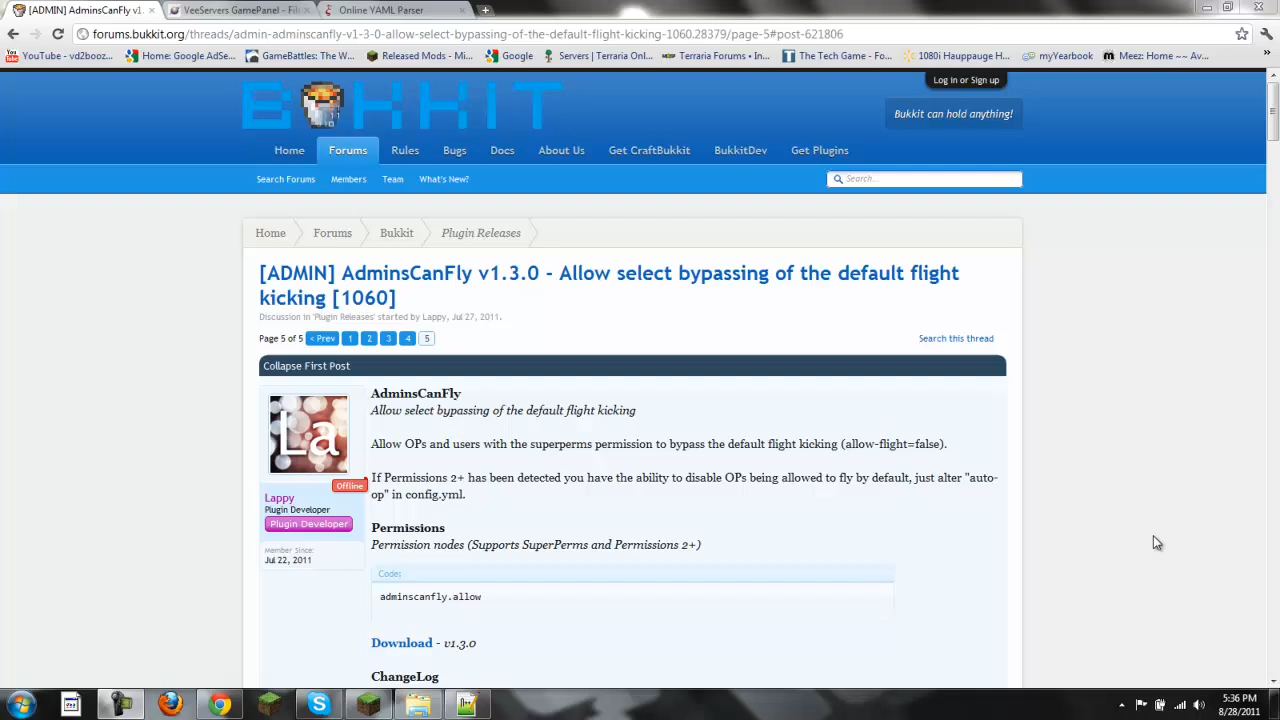 [ADMIN] AdminsCanFly v1.
VeeServers GamePanel - Fil
Online YAML Parser
forums.bukkit.org/threads/admin-adminscanfly-v1-3-0-allow-select-bypassing-of-the-default-flight-kicking-1060.28379/page-5#post-621806
YouTube - vd2booz... Home: Google AdSe... GameBattles: The W... Released Mods - Mi... Google Servers | Terraria Onl... Terraria Forums • In... The Tech Game - Fo... 1080i Hauppauge H... myYearbook Meez: Home ~~ Av...
BUKKIT
Log in or Sign up
Bukkit can hold anything!
Home Forums Rules Bugs Docs About Us Get CraftBukkit BukkitDev Get Plugins
Search Forums Members Team What's New?
Search...
Home Forums Bukkit Plugin Releases
[ADMIN] AdminsCanFly v1.3.0 - Allow select bypassing of the default flight
kicking [1060]
Discussion in 'Plugin Releases' started by Lappy, Jul 27, 2011.
Page 5 of 5 < Prev 1 2 3 4 5
Search this thread
Collapse First Post
La
Offline
Lappy
Plugin Developer
Plugin Developer
Member Since:
Jul 22, 2011
AdminsCanFly
Allow select bypassing of the default flight kicking
Allow OPs and users with the superperms permission to bypass the default flight kicking (allow-flight=false).
If Permissions 2+ has been detected you have the ability to disable OPs being allowed to fly by default, just alter "auto-
op" in config.yml.
Permissions
Permission nodes (Supports SuperPerms and Permissions 2+)
Code:
adminscanfly.allow
Download - v1.3.0
ChangeLog
5:36 PM
8/28/2011